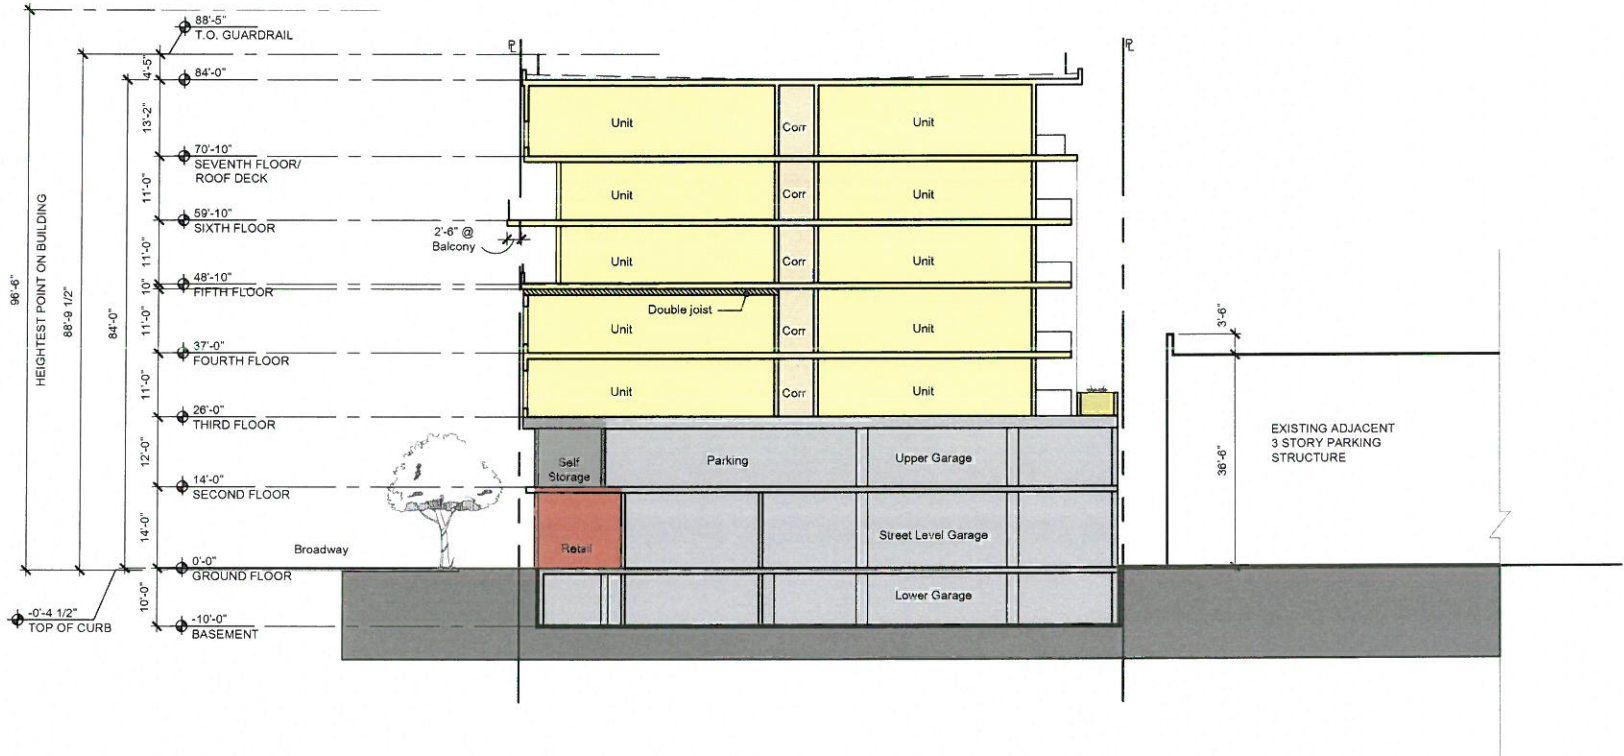 88'-5"
T.O. GUARDRAIL
84'-0"
70'-10"
SEVENTH FLOOR/
ROOF DECK
59'-10"
SIXTH FLOOR
48'-10"
FIFTH FLOOR
37'-0"
FOURTH FLOOR
26'-0"
THIRD FLOOR
14'-0"
SECOND FLOOR
0'-0"
GROUND FLOOR
-10'-0"
BASEMENT
-0'-4 1/2"
TOP OF CURB
96'-6"
HEIGHTEST POINT ON BUILDING
88'-9 1/2"
84'-0"
4'-5"
13'-2"
11'-0"
11'-0"
10"
11'-0"
11'-0"
12'-0"
14'-0"
10'-0"
Broadway
PL
PL
2'-6" @
Balcony
Unit
Corr
Unit
Unit
Corr
Unit
Unit
Corr
Unit
Double joist
Unit
Corr
Unit
Unit
Corr
Unit
Self
Storage
Parking
Upper Garage
Retail
Street Level Garage
Lower Garage
3'-6"
36'-6"
EXISTING ADJACENT
3 STORY PARKING
STRUCTURE